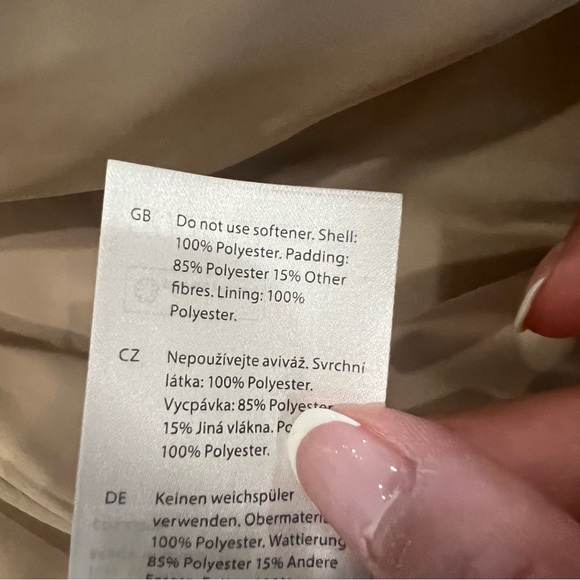 GB Do not use softener. Shell:
100% Polyester. Padding:
85% Polyester 15% Other
fibres. Lining: 100%
Polyester.
CZ Nepoužívejte aviváž. Svrchní
látka: 100% Polyester.
Vycpávka: 85% Polyester
15% Jiná vlákna.
100% Polyester.
DE Keinen weichspüler
verwenden. Obermaterial
100% Polyester. Wattierung
85% Polyester 15% Andere